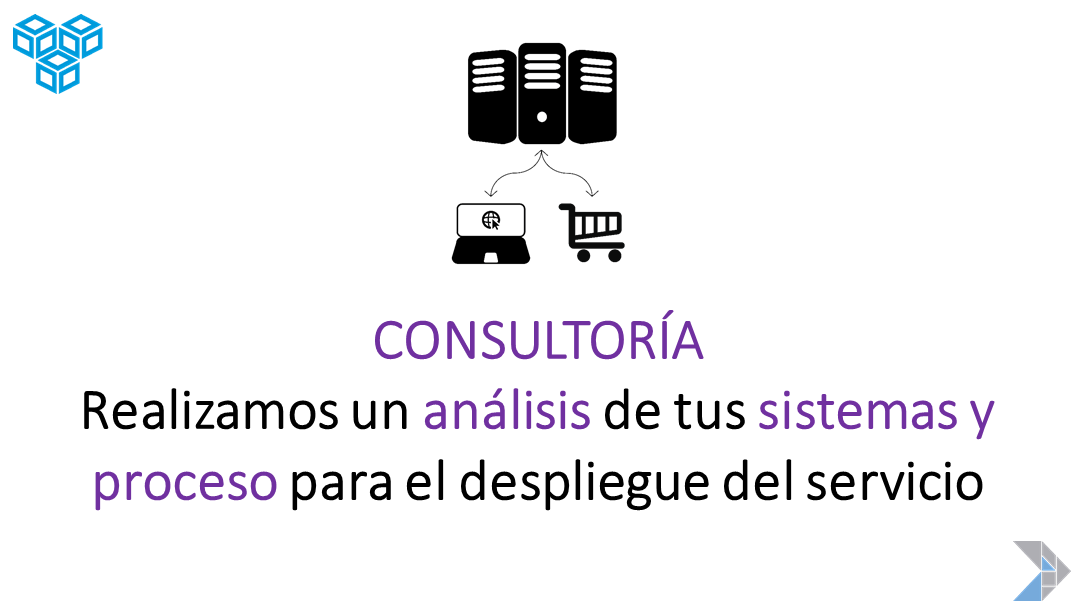 CONSULTORÍA
Realizamos un análisis de tus sistemas y
proceso para el despliegue del servicio